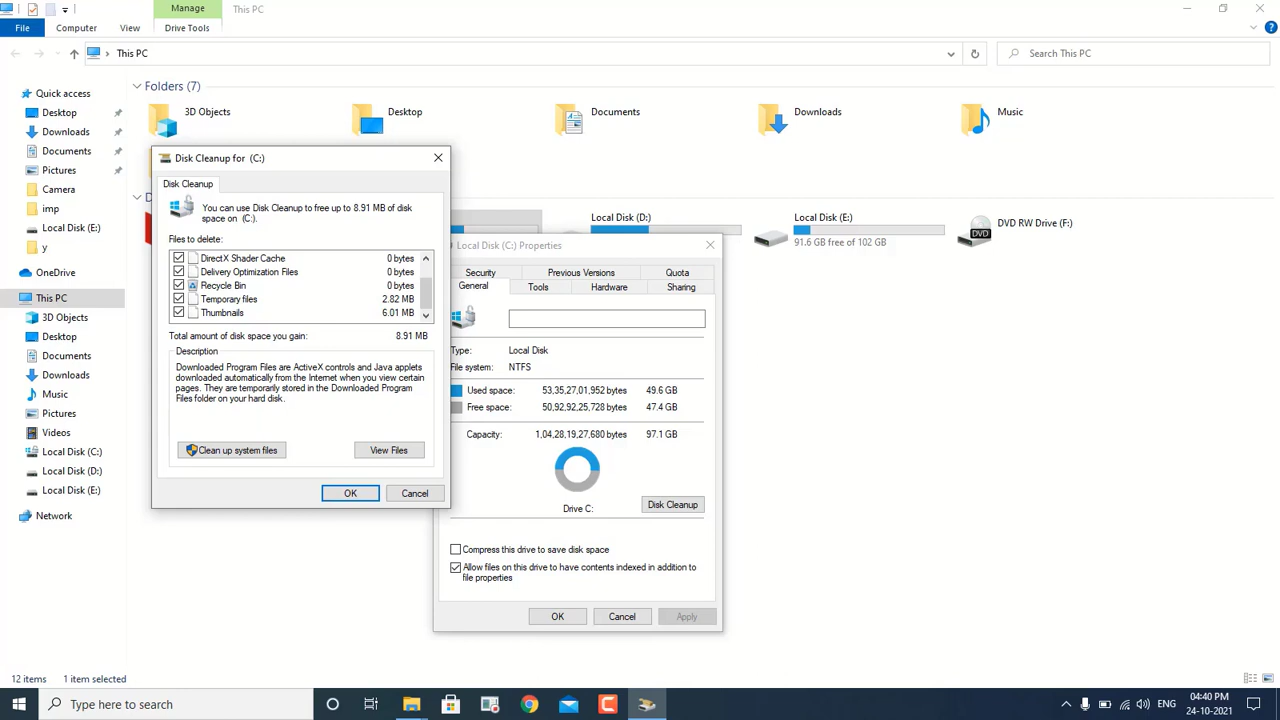 Manage
This PC
File
Computer
View
Drive Tools
This PC
Search This PC
Quick access
Desktop
Downloads
Documents
Pictures
Camera
imp
Local Disk (E:)
y
OneDrive
This PC
3D Objects
Desktop
Documents
Downloads
Music
Pictures
Videos
Local Disk (C:)
Local Disk (D:)
Local Disk (E:)
Network
Folders (7)
3D Objects
Desktop
Documents
Downloads
Music
D
Local Disk (D:)
Local Disk (E:)
91.6 GB free of 102 GB
DVD RW Drive (F:)
DVD
Disk Cleanup for (C:)
Disk Cleanup
You can use Disk Cleanup to free up to 8.91 MB of disk
space on (C:).
Files to delete:
DirectX Shader Cache 0 bytes
Delivery Optimization Files 0 bytes
Recycle Bin 0 bytes
Temporary files 2.82 MB
Thumbnails 6.01 MB
Total amount of disk space you gain: 8.91 MB
Description
Downloaded Program Files are ActiveX controls and Java applets
downloaded automatically from the Internet when you view certain
pages. They are temporarily stored in the Downloaded Program
Files folder on your hard disk.
Clean up system files
View Files
OK
Cancel
Local Disk (C:) Properties
Security
Previous Versions
Quota
General
Tools
Hardware
Sharing
Type: Local Disk
File system: NTFS
Used space: 53,35,27,01,952 bytes 49.6 GB
Free space: 50,92,92,25,728 bytes 47.4 GB
Capacity: 1,04,28,19,27,680 bytes 97.1 GB
Drive C:
Disk Cleanup
Compress this drive to save disk space
Allow files on this drive to have contents indexed in addition to
file properties
OK
Cancel
Apply
12 items
1 item selected
Type here to search
ENG
04:40 PM
24-10-2021